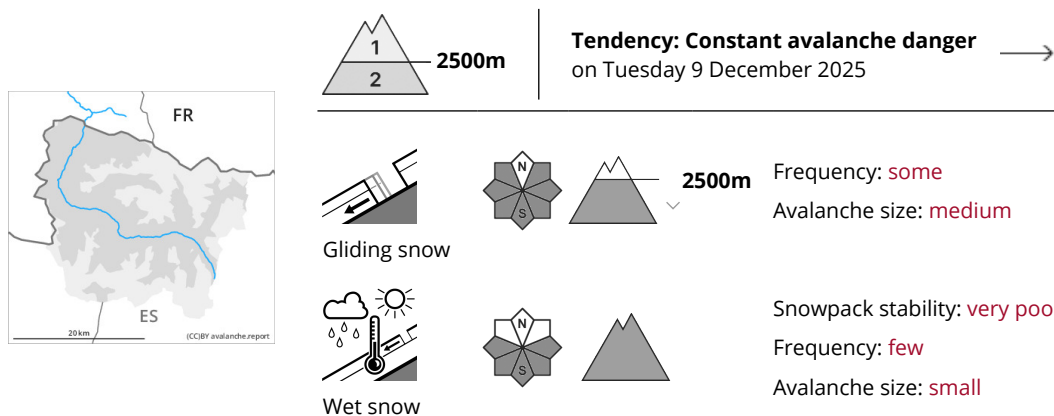 1
2
2500m
Tendency: Constant avalanche danger
on Tuesday 9 December 2025
FR
ES
20 km
(CC)BY avalanche.report
N
S
2500m
Gliding snow
Frequency: some
Avalanche size: medium
N
S
Wet snow
Snowpack stability: very poo
Frequency: few
Avalanche size: small